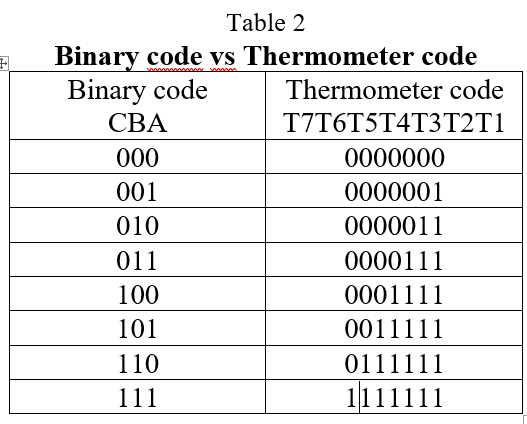 Table 2
Binary code vs Thermometer code
Binary code Thermometer code
CBA T7T6T5T4T3T2T1
000 0000000
001 0000001
010 0000011
011 0000111
100 0001111
101 0011111
110 0111111
111 1111111